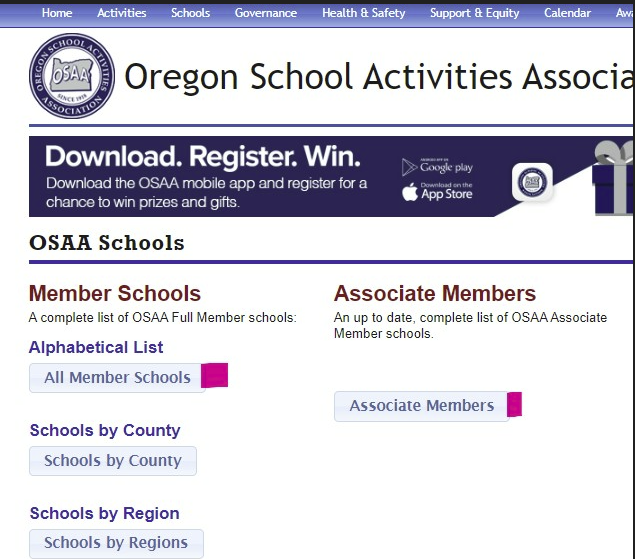 Home Activities Schools Governance Health & Safety Support & Equity Calendar
OREGON SCHOOL ACTIVITIES
OSAA
SINCE 1918
ASSOCIATION
Oregon School Activities Associa
Download. Register. Win.
Download the OSAA mobile app and register for a
chance to win prizes and gifts.
ANDROID APP ON
Google play
Download on the
App Store
OSAA Schools
Member Schools
A complete list of OSAA Full Member schools:
Alphabetical List
All Member Schools
Schools by County
Schools by County
Schools by Region
Schools by Regions
Associate Members
An up to date, complete list of OSAA Associate
Member schools.
Associate Members